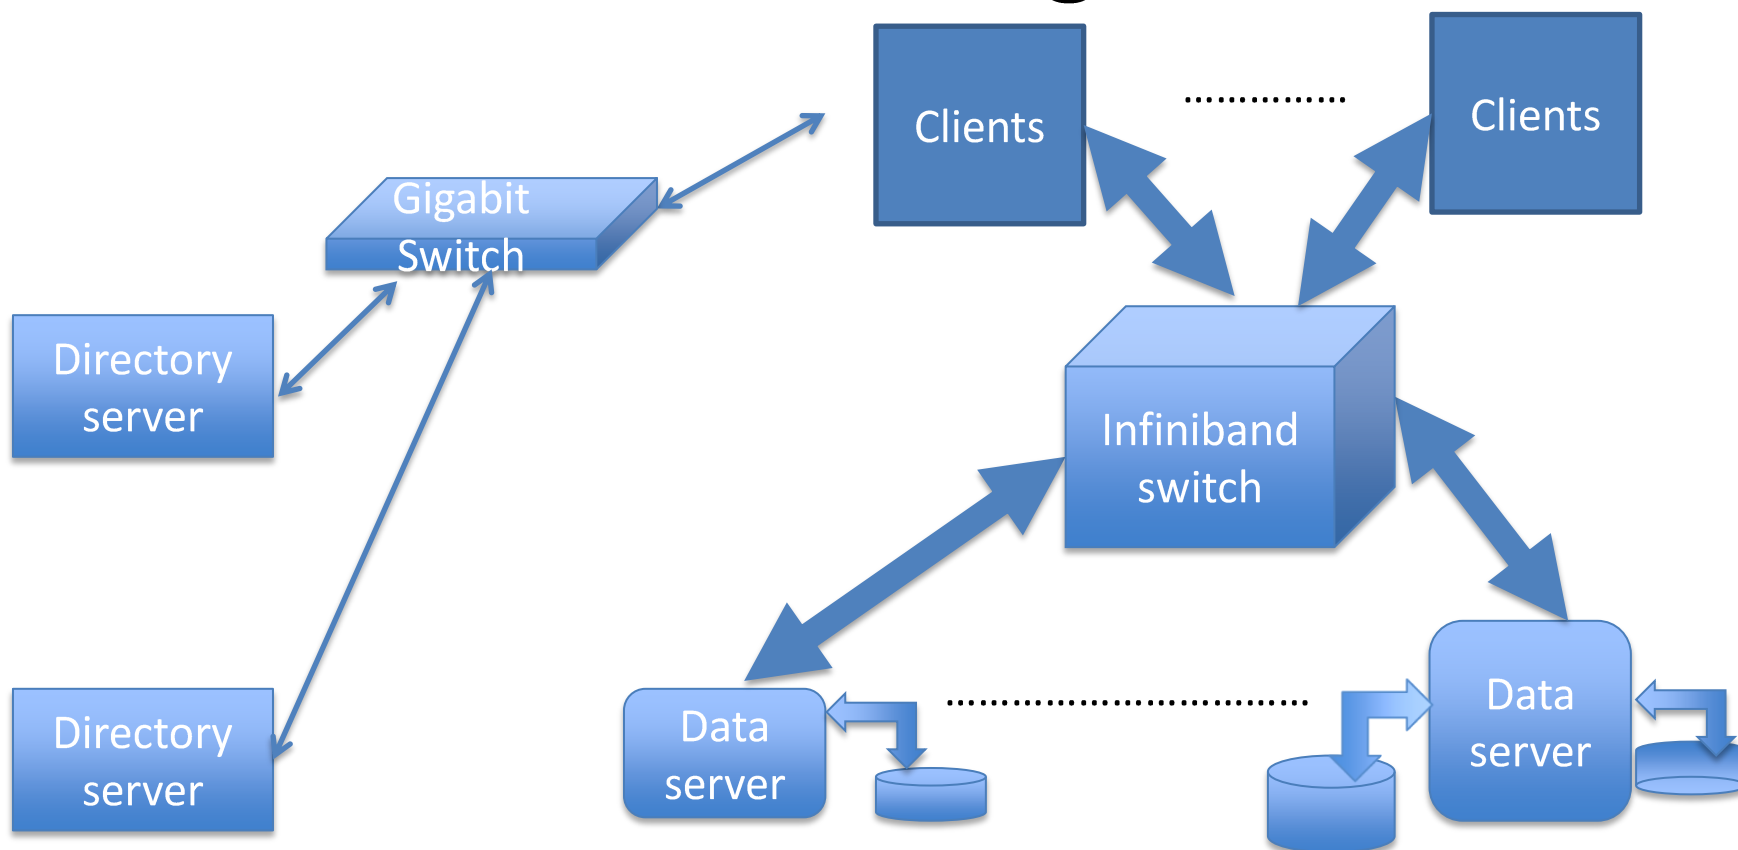 Clients
Clients
Gigabit
Switch
Directory
server
Infiniband
switch
Directory
server
Data
server
Data
server